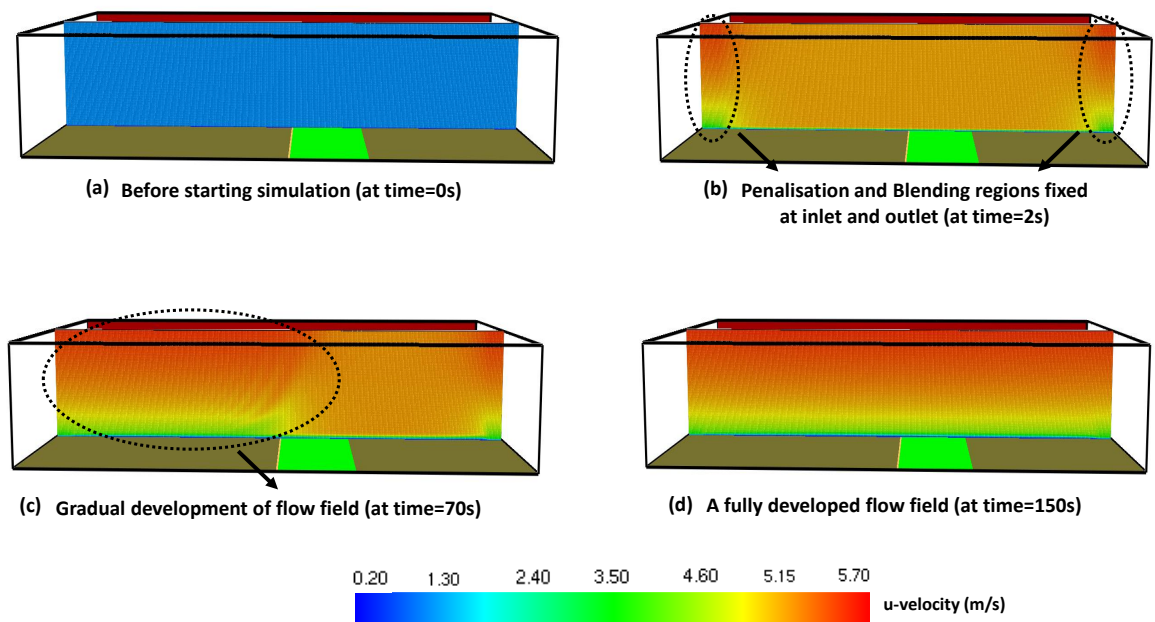 (a) Before starting simulation (at time=0s)
(b) Penalisation and Blending regions fixed
at inlet and outlet (at time=2s)
(c) Gradual development of flow field (at time=70s)
(d) A fully developed flow field (at time=150s)
0.20 1.30 2.40 3.50 4.60 5.15 5.70
u-velocity (m/s)